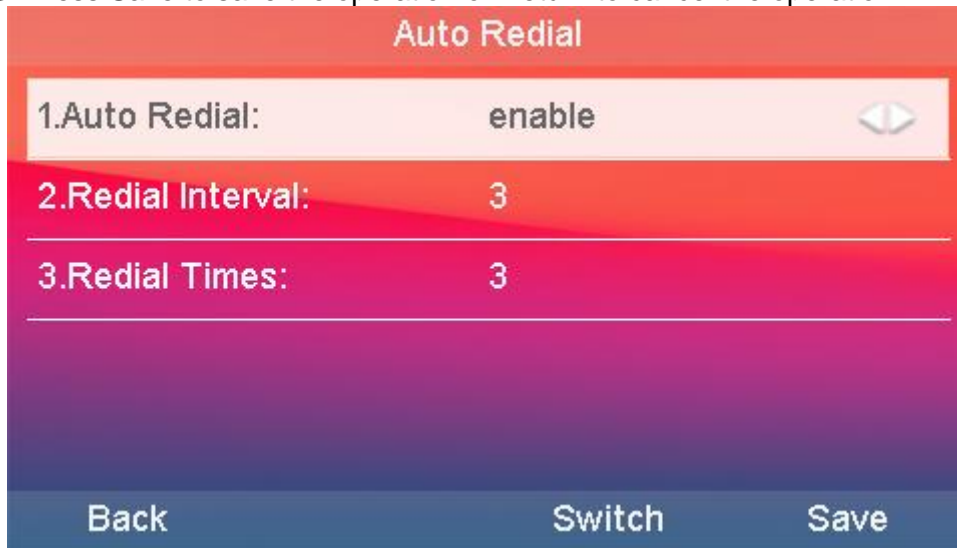 Auto Redial
1.Auto Redial: enable
2.Redial Interval: 3
3.Redial Times: 3
Back Switch Save